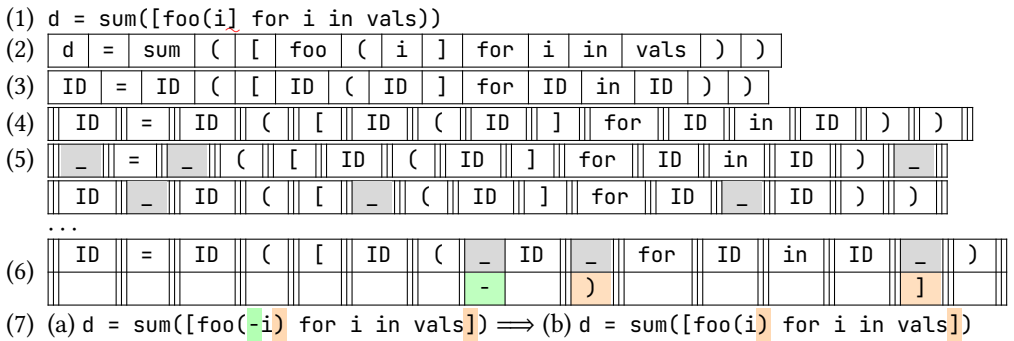 (1) d = sum([foo(i] for i in vals))
(2) d = sum ( [ foo ( i ] for i in vals ) )
(3) ID = ID ( [ ID ( ID ] for ID in ID ) )
(4) ID = ID ( [ ID ( ID ] for ID in ID ) )
(5) _ = _ ( [ ID ( ID ] for ID in ID ) _
ID _ ID ( [ _ ( ID ] for ID _ ID ) )
...
(6) ID = ID ( [ ID ( _ ID _ for ID in ID _ )
- ) ]
(7) (a) d = sum([foo(-i) for i in vals]) ⟹ (b) d = sum([foo(i) for i in vals])